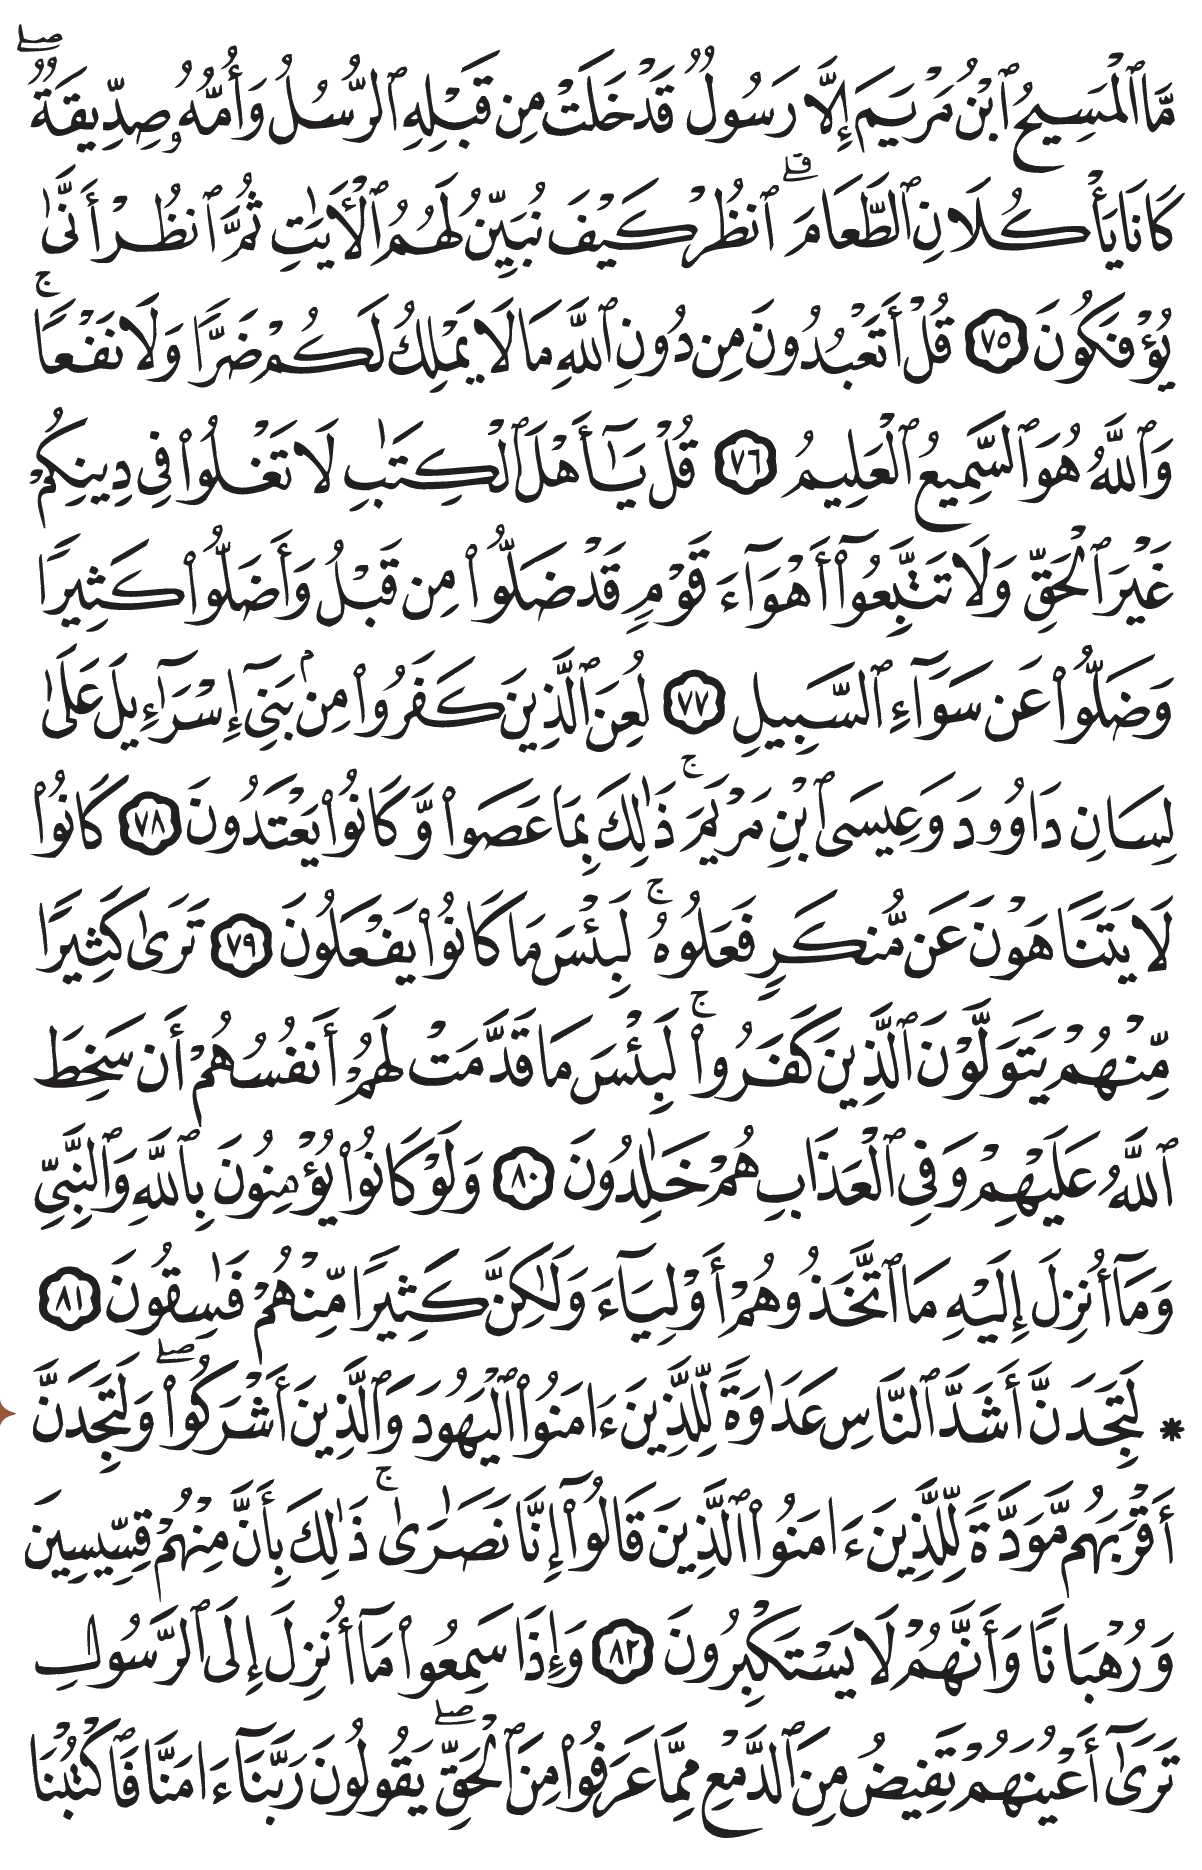 مَّا ٱلْمَسِيحُ ٱبْنُ مَرْيَمَ إِلَّا رَسُولٌ قَدْ خَلَتْ مِن قَبْلِهِ ٱلرُّسُلُ وَأُمُّهُۥ صِدِّيقَةٌ ۖ
كَانَا يَأْكُلَانِ ٱلطَّعَامَ ۗ ٱنظُرْ كَيْفَ نُبَيِّنُ لَهُمُ ٱلْأٓيَٰتِ ثُمَّ ٱنظُرْ أَنَّىٰ
يُؤْفَكُونَ ٧٥ قُلْ أَتَعْبُدُونَ مِن دُونِ ٱللَّهِ مَا لَا يَمْلِكُ لَكُمْ ضَرًّا وَلَا نَفْعًا ۚ
وَٱللَّهُ هُوَ ٱلسَّمِيعُ ٱلْعَلِيمُ ٧٦ قُلْ يَٰٓأَهْلَ ٱلْكِتَٰبِ لَا تَغْلُوا۟ فِى دِينِكُمْ
غَيْرَ ٱلْحَقِّ وَلَا تَتَّبِعُوٓا۟ أَهْوَآءَ قَوْمٍ قَدْ ضَلُّوا۟ مِن قَبْلُ وَأَضَلُّوا۟ كَثِيرًا
وَضَلُّوا۟ عَن سَوَآءِ ٱلسَّبِيلِ ٧٧ لُعِنَ ٱلَّذِينَ كَفَرُوا۟ مِنۢ بَنِىٓ إِسْرَٰٓءِيلَ عَلَىٰ
لِسَانِ دَاوُۥدَ وَعِيسَى ٱبْنِ مَرْيَمَ ۚ ذَٰلِكَ بِمَا عَصَوا۟ وَّكَانُوا۟ يَعْتَدُونَ ٧٨ كَانُوا۟
لَا يَتَنَاهَوْنَ عَن مُّنكَرٍ فَعَلُوهُ ۚ لَبِئْسَ مَا كَانُوا۟ يَفْعَلُونَ ٧٩ تَرَىٰ كَثِيرًا
مِّنْهُمْ يَتَوَلَّوْنَ ٱلَّذِينَ كَفَرُوا۟ ۚ لَبِئْسَ مَا قَدَّمَتْ لَهُمْ أَنفُسُهُمْ أَن سَخِطَ
ٱللَّهُ عَلَيْهِمْ وَفِى ٱلْعَذَابِ هُمْ خَٰلِدُونَ ٨٠ وَلَوْ كَانُوا۟ يُؤْمِنُونَ بِٱللَّهِ وَٱلنَّبِىِّ
وَمَآ أُنزِلَ إِلَيْهِ مَا ٱتَّخَذُوهُمْ أَوْلِيَآءَ وَلَٰكِنَّ كَثِيرًا مِّنْهُمْ فَٰسِقُونَ ٨١
* لَتَجِدَنَّ أَشَدَّ ٱلنَّاسِ عَدَٰوَةً لِّلَّذِينَ ءَامَنُوا۟ ٱلْيَهُودَ وَٱلَّذِينَ أَشْرَكُوا۟ ۖ وَلَتَجِدَنَّ
أَقْرَبَهُم مَّوَدَّةً لِّلَّذِينَ ءَامَنُوا۟ ٱلَّذِينَ قَالُوٓا۟ إِنَّا نَصَٰرَىٰ ۚ ذَٰلِكَ بِأَنَّ مِنْهُمْ قِسِّيسِينَ
وَرُهْبَانًا وَأَنَّهُمْ لَا يَسْتَكْبِرُونَ ٨٢ وَإِذَا سَمِعُوا۟ مَآ أُنزِلَ إِلَى ٱلرَّسُولِ
تَرَىٰٓ أَعْيُنَهُمْ تَفِيضُ مِنَ ٱلدَّمْعِ مِمَّا عَرَفُوا۟ مِنَ ٱلْحَقِّ ۖ يَقُولُونَ رَبَّنَآ ءَامَنَّا فَٱكْتُبْنَا